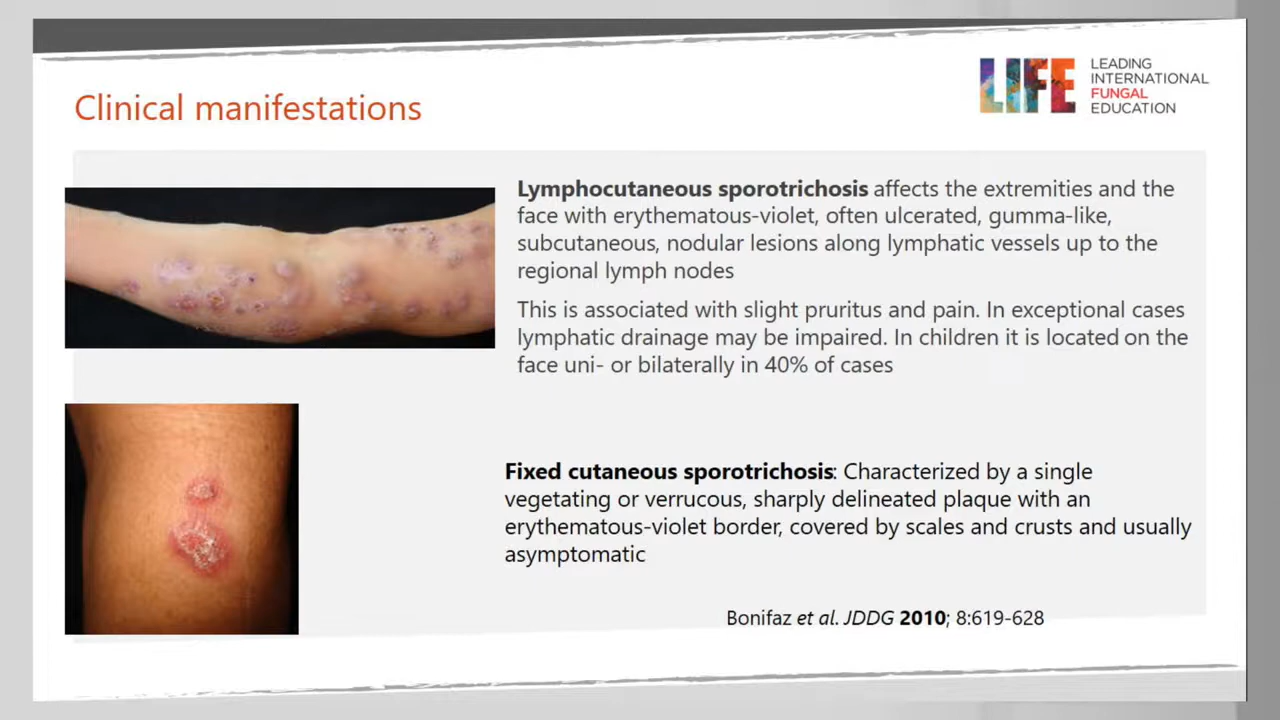 LIFE
LEADING
INTERNATIONAL
FUNGAL
EDUCATION
Clinical manifestations
Lymphocutaneous sporotrichosis affects the extremities and the
face with erythematous-violet, often ulcerated, gumma-like,
subcutaneous, nodular lesions along lymphatic vessels up to the
regional lymph nodes
This is associated with slight pruritus and pain. In exceptional cases
lymphatic drainage may be impaired. In children it is located on the
face uni- or bilaterally in 40% of cases
Fixed cutaneous sporotrichosis: Characterized by a single
vegetating or verrucous, sharply delineated plaque with an
erythematous-violet border, covered by scales and crusts and usually
asymptomatic
Bonifaz et al. JDDG 2010; 8:619-628